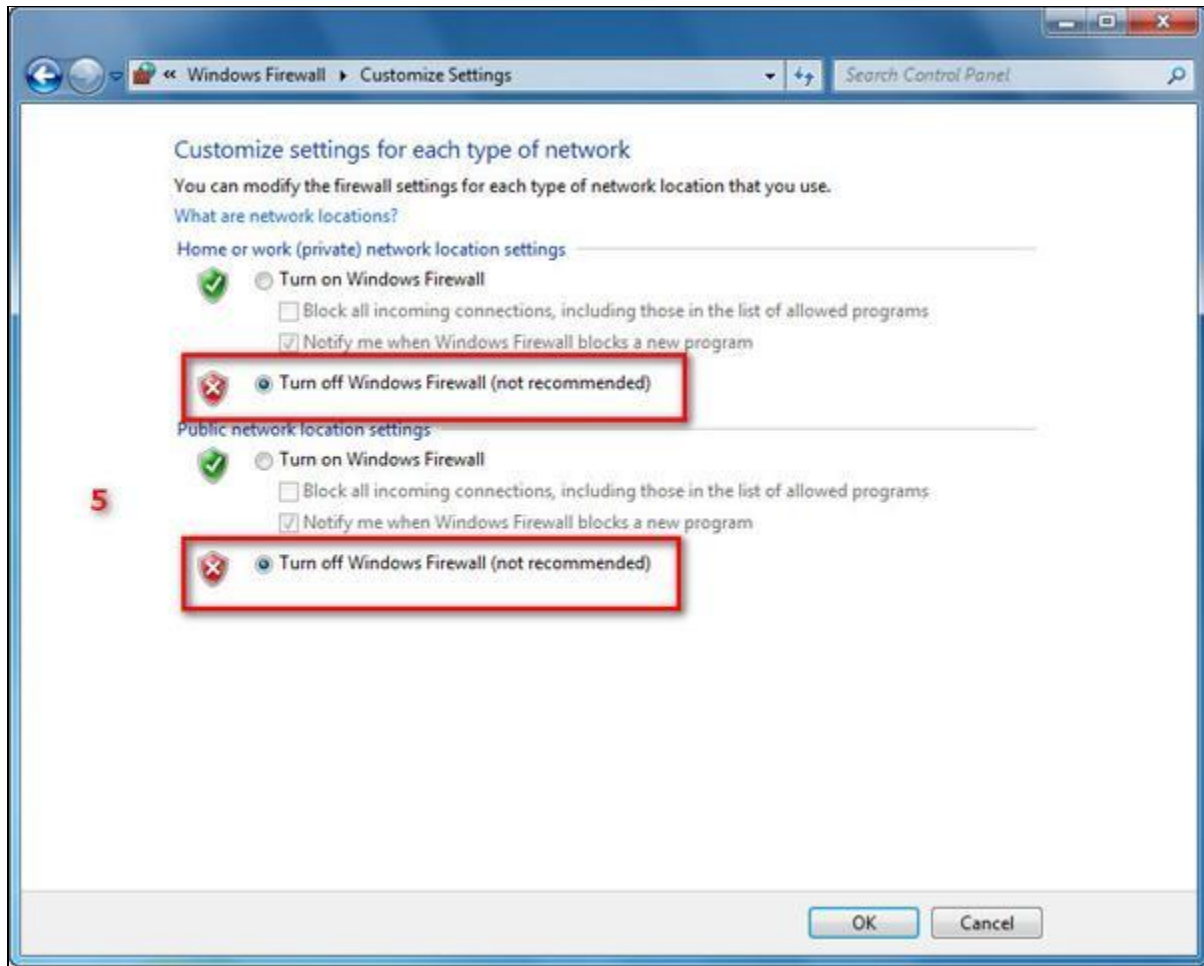 « Windows Firewall ▸ Customize Settings
Search Control Panel
Customize settings for each type of network
You can modify the firewall settings for each type of network location that you use.
What are network locations?
Home or work (private) network location settings
Turn on Windows Firewall
Block all incoming connections, including those in the list of allowed programs
Notify me when Windows Firewall blocks a new program
Turn off Windows Firewall (not recommended)
Public network location settings
Turn on Windows Firewall
5
Block all incoming connections, including those in the list of allowed programs
Notify me when Windows Firewall blocks a new program
Turn off Windows Firewall (not recommended)
OK
Cancel